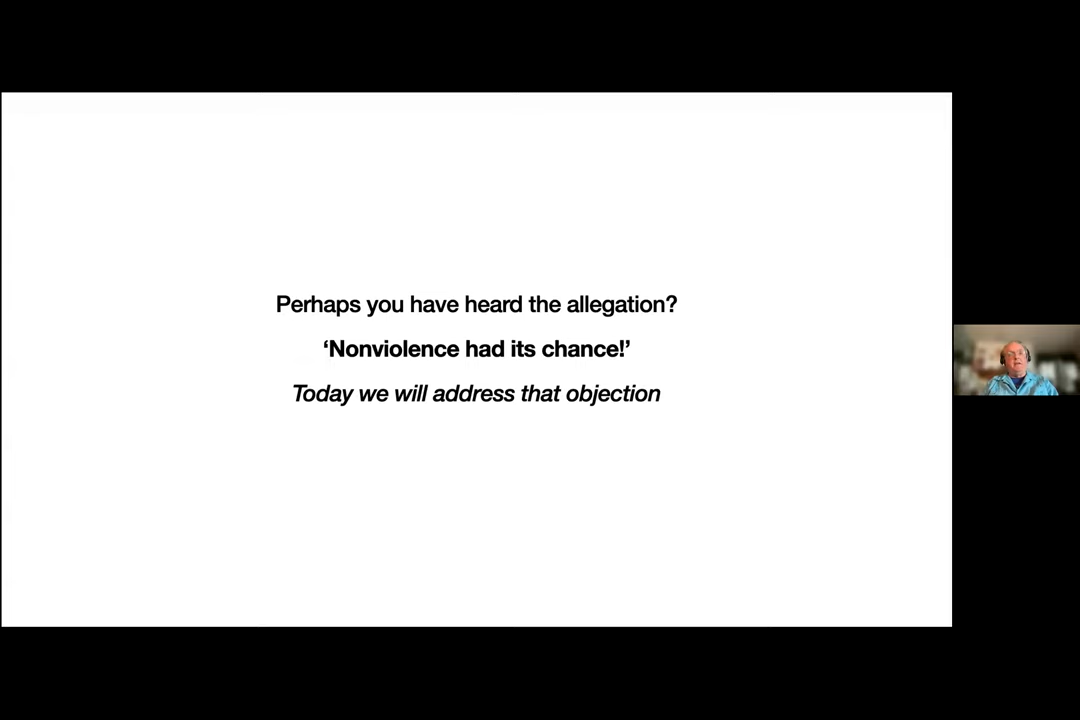 Perhaps you have heard the allegation?
‘Nonviolence had its chance!’
Today we will address that objection